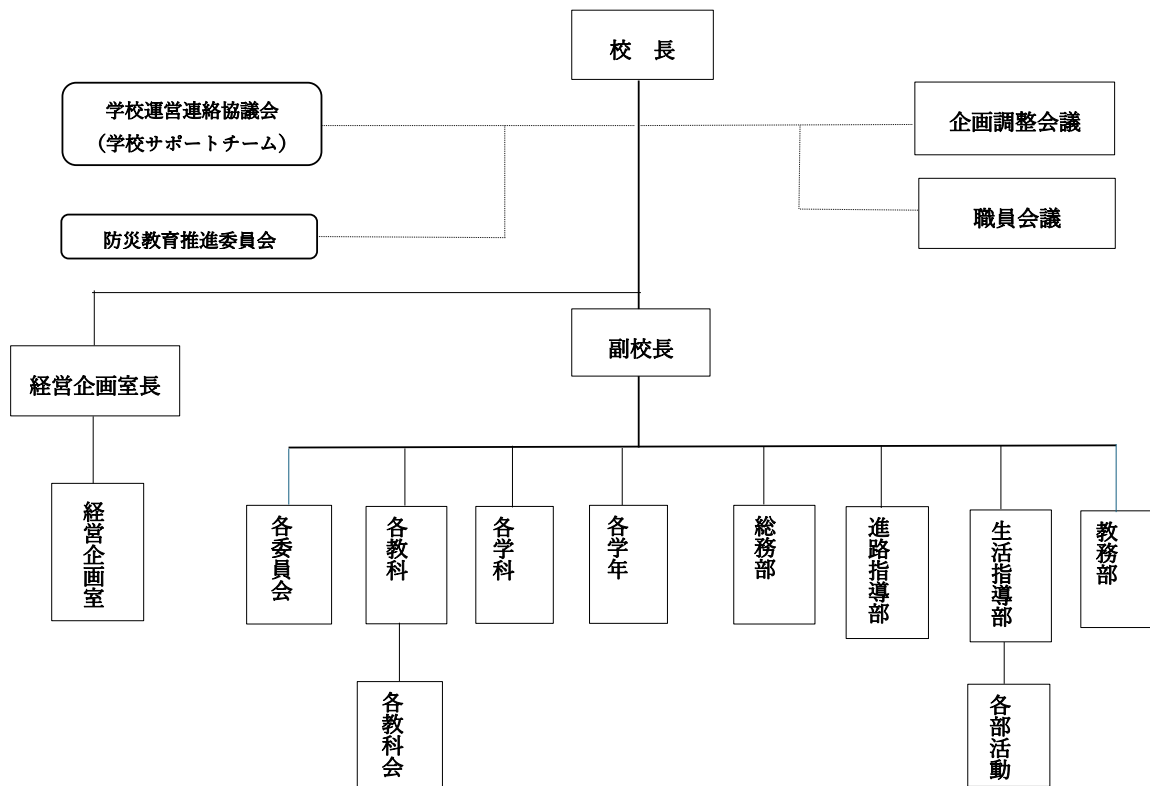 校　長
学校運営連絡協議会
（学校サポートチーム）
企画調整会議
職員会議
防災教育推進委員会
副校長
経営企画室長
経営企画室
各委員会
各教科
各学科
各学年
総務部
進路指導部
生活指導部
教務部
各教科会
各部活動